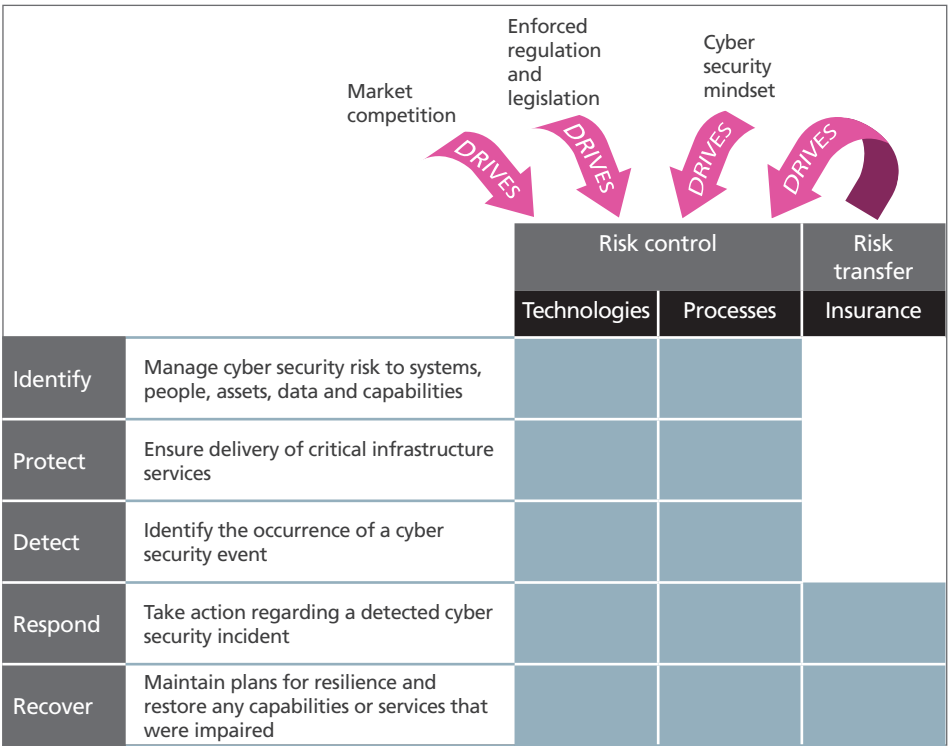 Market
competition
Enforced
regulation
and
legislation
Cyber
security
mindset
DRIVES
DRIVES
DRIVES
DRIVES
Risk control
Risk
transfer
Technologies
Processes
Insurance
Identify
Manage cyber security risk to systems,
people, assets, data and capabilities
Protect
Ensure delivery of critical infrastructure
services
Detect
Identify the occurrence of a cyber
security event
Respond
Take action regarding a detected cyber
security incident
Recover
Maintain plans for resilience and
restore any capabilities or services that
were impaired